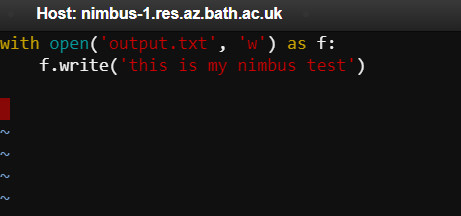 Host: nimbus-1.res.az.bath.ac.uk
with open('output.txt', 'w') as f:
    f.write('this is my nimbus test')
~
~
~
~